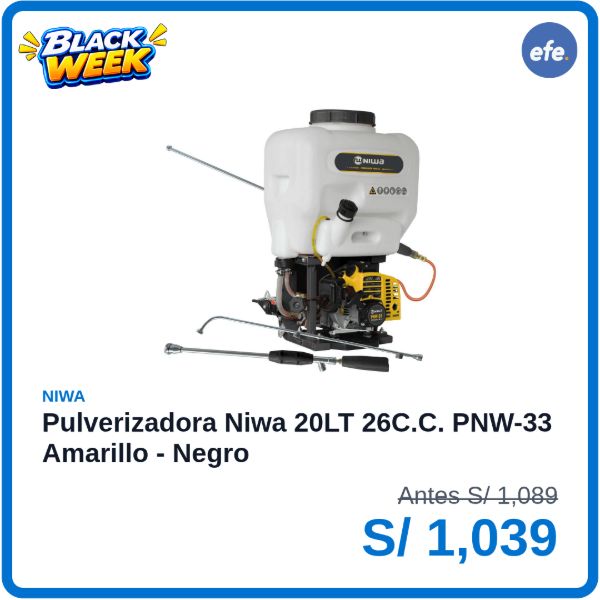 BLACK
WEEK
efe.
NIWA
NIWA
Pulverizadora Niwa 20LT 26C.C. PNW-33
Amarillo - Negro
Antes S/ 1,089
S/ 1,039